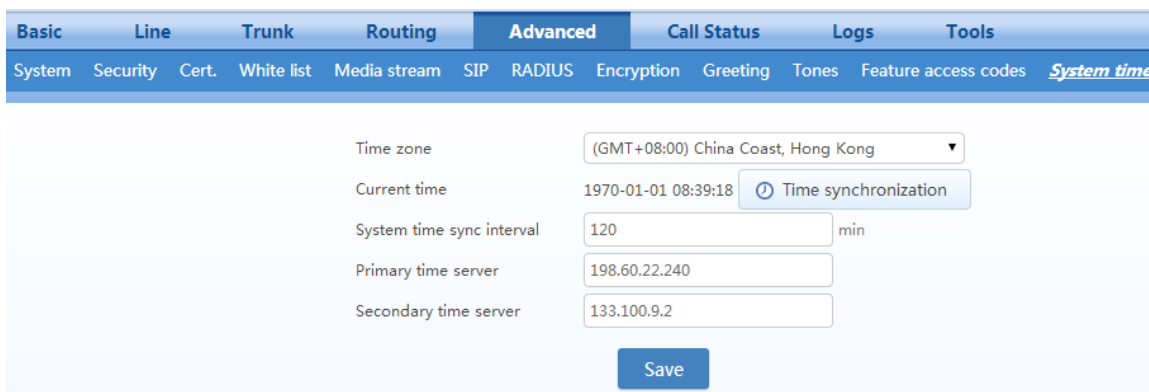 Basic Line Trunk Routing Advanced Call Status Logs Tools
System Security Cert. White list Media stream SIP RADIUS Encryption Greeting Tones Feature access codes System time
Time zone (GMT+08:00) China Coast, Hong Kong
Current time 1970-01-01 08:39:18 Time synchronization
System time sync interval 120 min
Primary time server 198.60.22.240
Secondary time server 133.100.9.2
Save